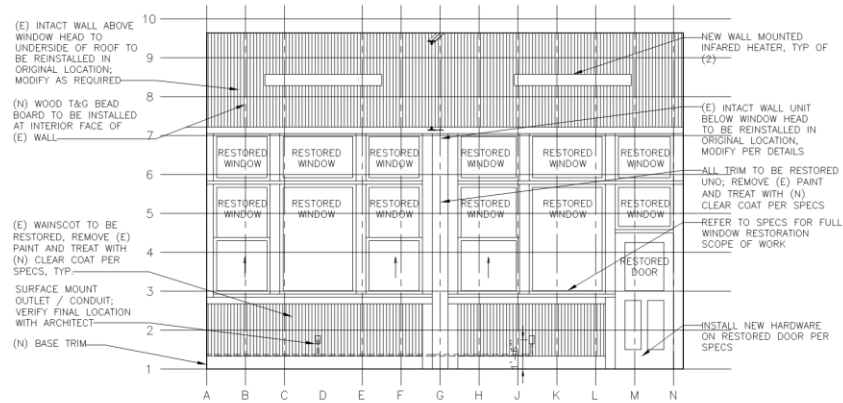 10
9
8
7
6
5
4
3
2
1
(E) INTACT WALL ABOVE
WINDOW HEAD TO
UNDERSIDE OF ROOF TO
BE REINSTALLED IN
ORIGINAL LOCATION;
MODIFY AS REQUIRED
(N) WOOD T&G BEAD
BOARD TO BE INSTALLED
AT INTERIOR FACE OF
(E) WALL
(E) WAINSCOT TO BE
RESTORED, REMOVE (E)
PAINT AND TREAT WITH
(N) CLEAR COAT PER
SPECS, TYP.
SURFACE MOUNT
OUTLET / CONDUIT;
VERIFY FINAL LOCATION
WITH ARCHITECT
(N) BASE TRIM
RESTORED
WINDOW
RESTORED
WINDOW
RESTORED
WINDOW
RESTORED
WINDOW
RESTORED
WINDOW
RESTORED
WINDOW
RESTORED
WINDOW
RESTORED
WINDOW
RESTORED
WINDOW
RESTORED
WINDOW
RESTORED
WINDOW
RESTORED
WINDOW
RESTORED
DOOR
1'-6"
NEW WALL MOUNTED
INFARED HEATER, TYP OF
(2)
(E) INTACT WALL UNIT
BELOW WINDOW HEAD
TO BE REINSTALLED IN
ORIGINAL LOCATION,
MODIFY PER DETAILS
ALL TRIM TO BE RESTORED
UNO; REMOVE (E) PAINT
AND TREAT WITH (N)
CLEAR COAT PER SPECS
REFER TO SPECS FOR FULL
WINDOW RESTORATION
SCOPE OF WORK
INSTALL NEW HARDWARE
ON RESTORED DOOR PER
SPECS
A B C D E F G H J K L M N